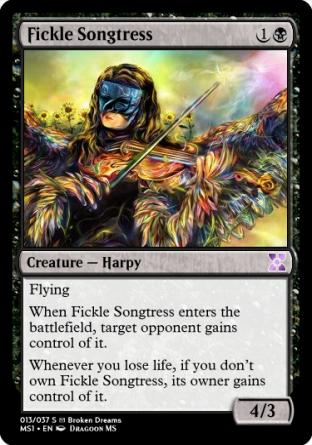 Fickle Songtress 1
Creature — Harpy
Flying
When Fickle Songtress enters the
battlefield, target opponent gains
control of it.
Whenever you lose life, if you don't
own Fickle Songtress, its owner gains
control of it.
4/3
013/037 S Broken Dreams
MS1 • EN Dragoon MS